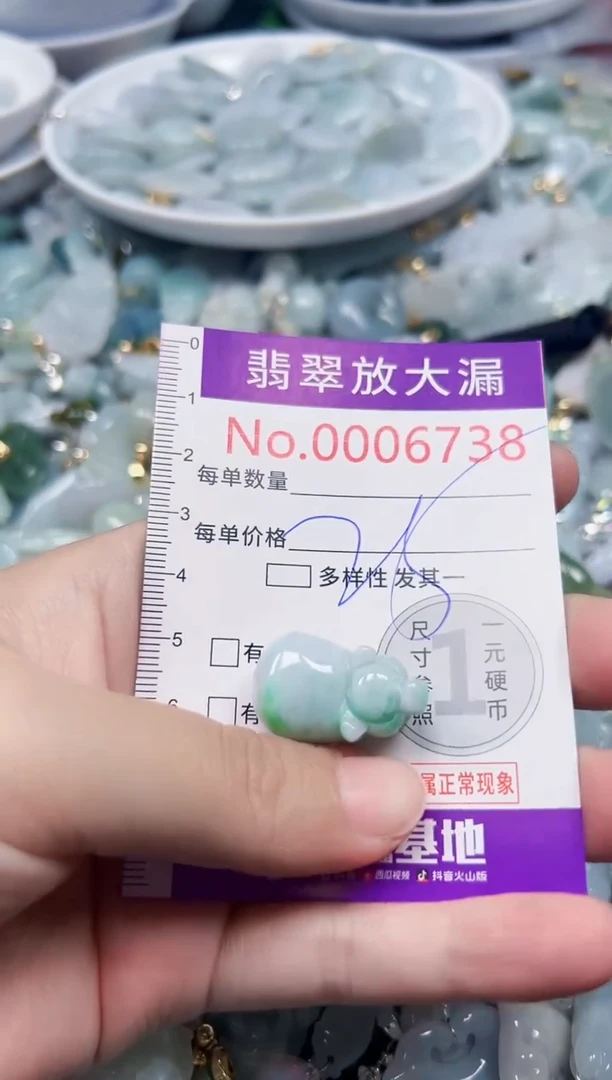 0
翡翠放大漏
1
No.0006738
2
每单数量
3
每单价格
4
多样性 发其一
尺寸参照
1
一元硬币
5
有
6
有
属正常现象
基地
西瓜视频 抖音火山版